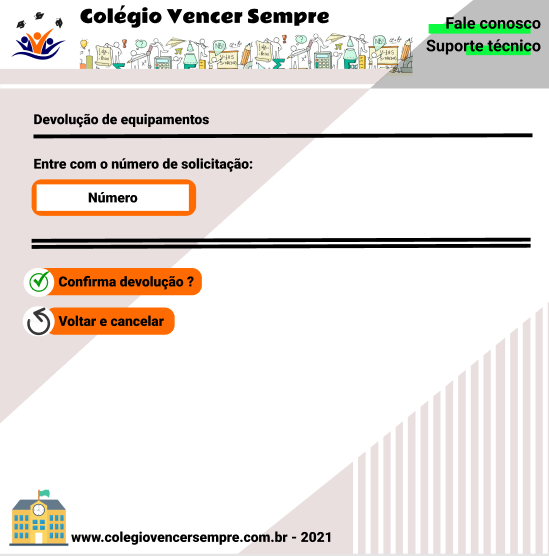 Colégio Vencer Sempre
Fale conosco
Suporte técnico
Devolução de equipamentos
Entre com o número de solicitação:
Número
Confirma devolução ?
Voltar e cancelar
www.colegiovencersempre.com.br - 2021